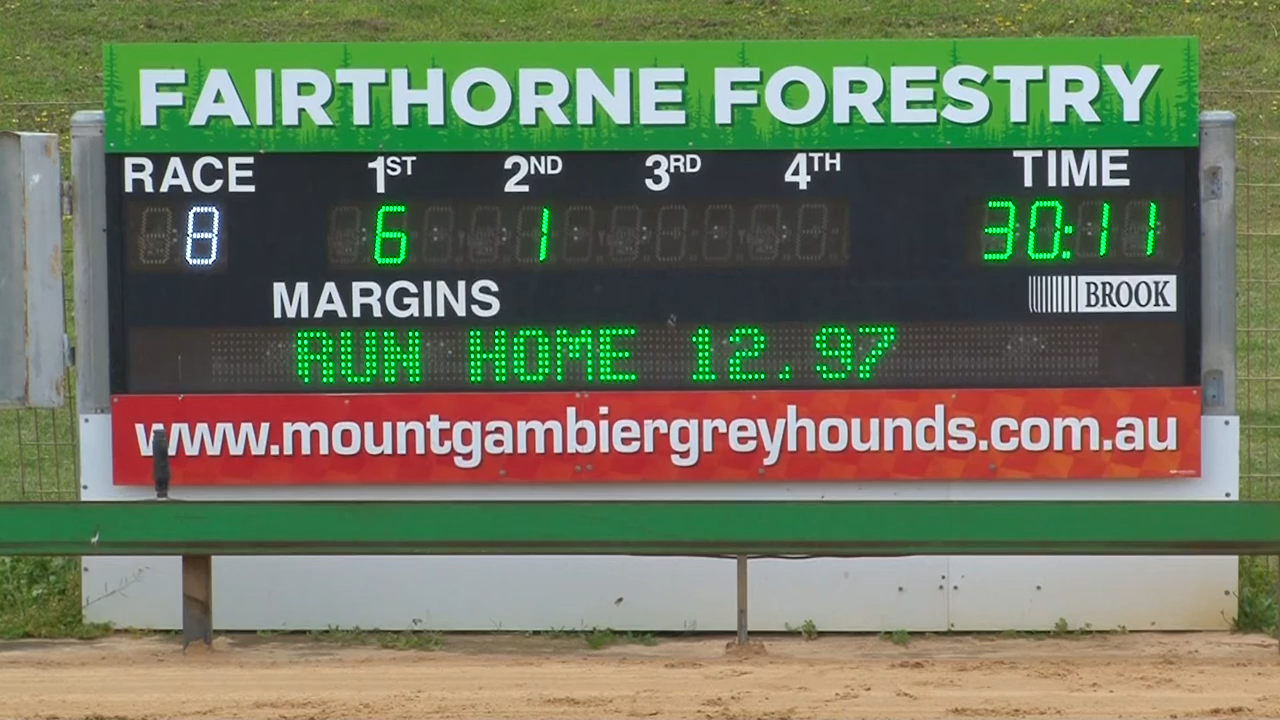 FAIRTHORNE FORESTRY
RACE 1ST 2ND 3RD 4TH TIME
8 6 1 30:11
MARGINS BROOK
RUN HOME 12.97
www.mountgambiergreyhounds.com.au